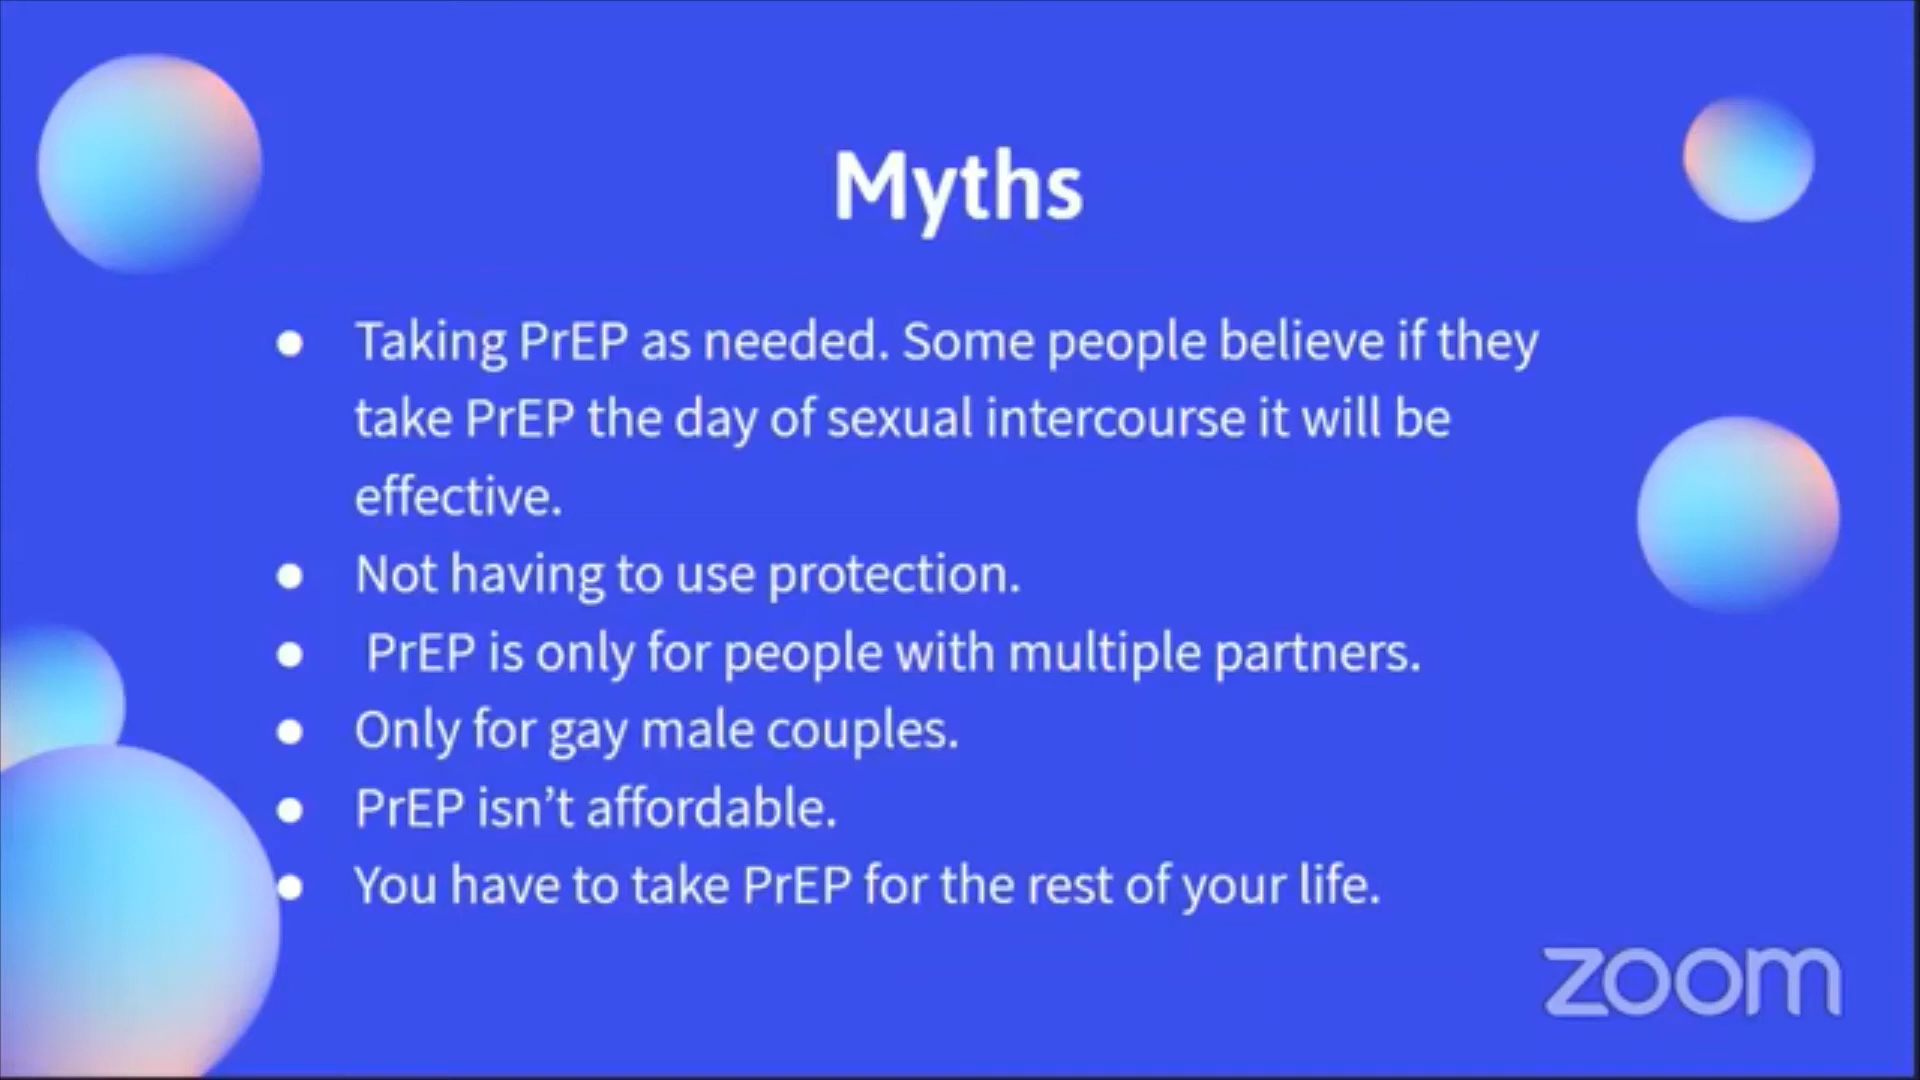 Myths
● Taking PrEP as needed. Some people believe if they
take PrEP the day of sexual intercourse it will be
effective.
● Not having to use protection.
● PrEP is only for people with multiple partners.
● Only for gay male couples.
● PrEP isn’t affordable.
● You have to take PrEP for the rest of your life.
zoom